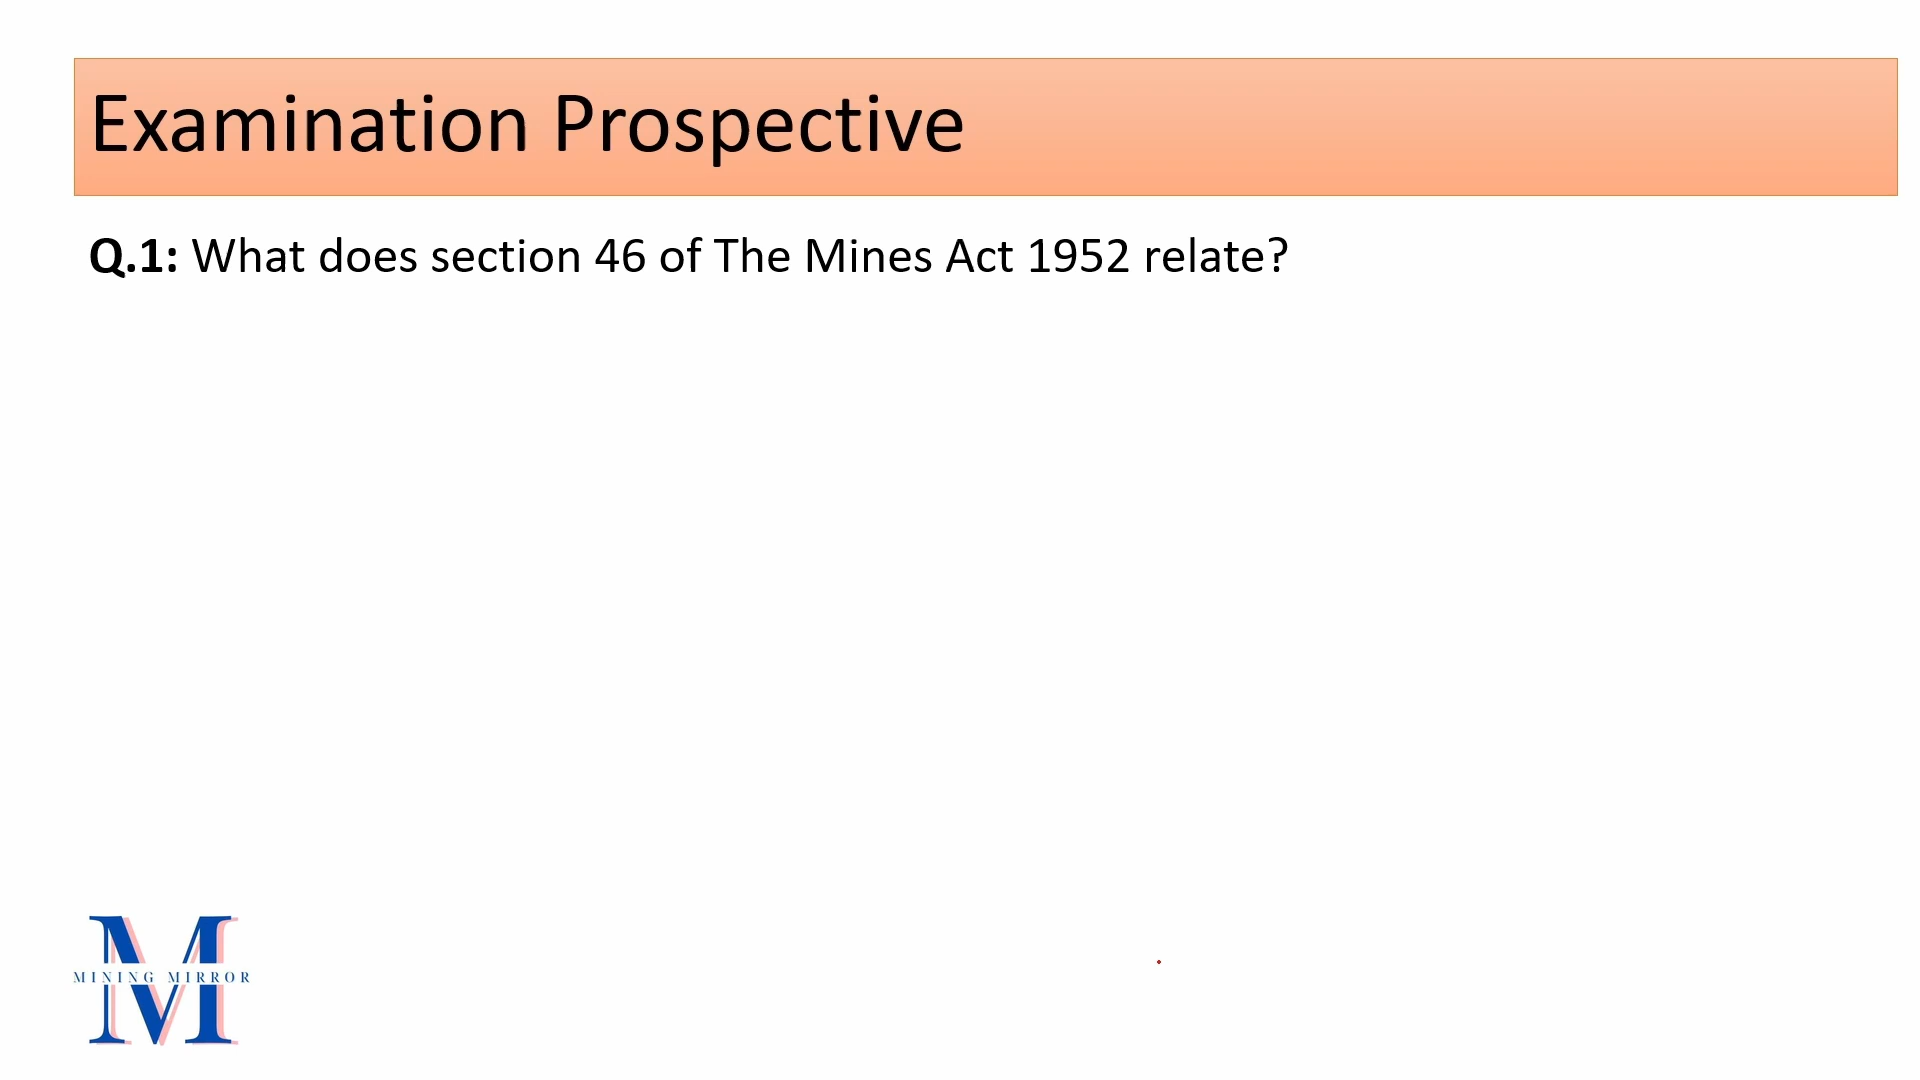 Examination Prospective
Q.1: What does section 46 of The Mines Act 1952 relate?
MINING MIRROR